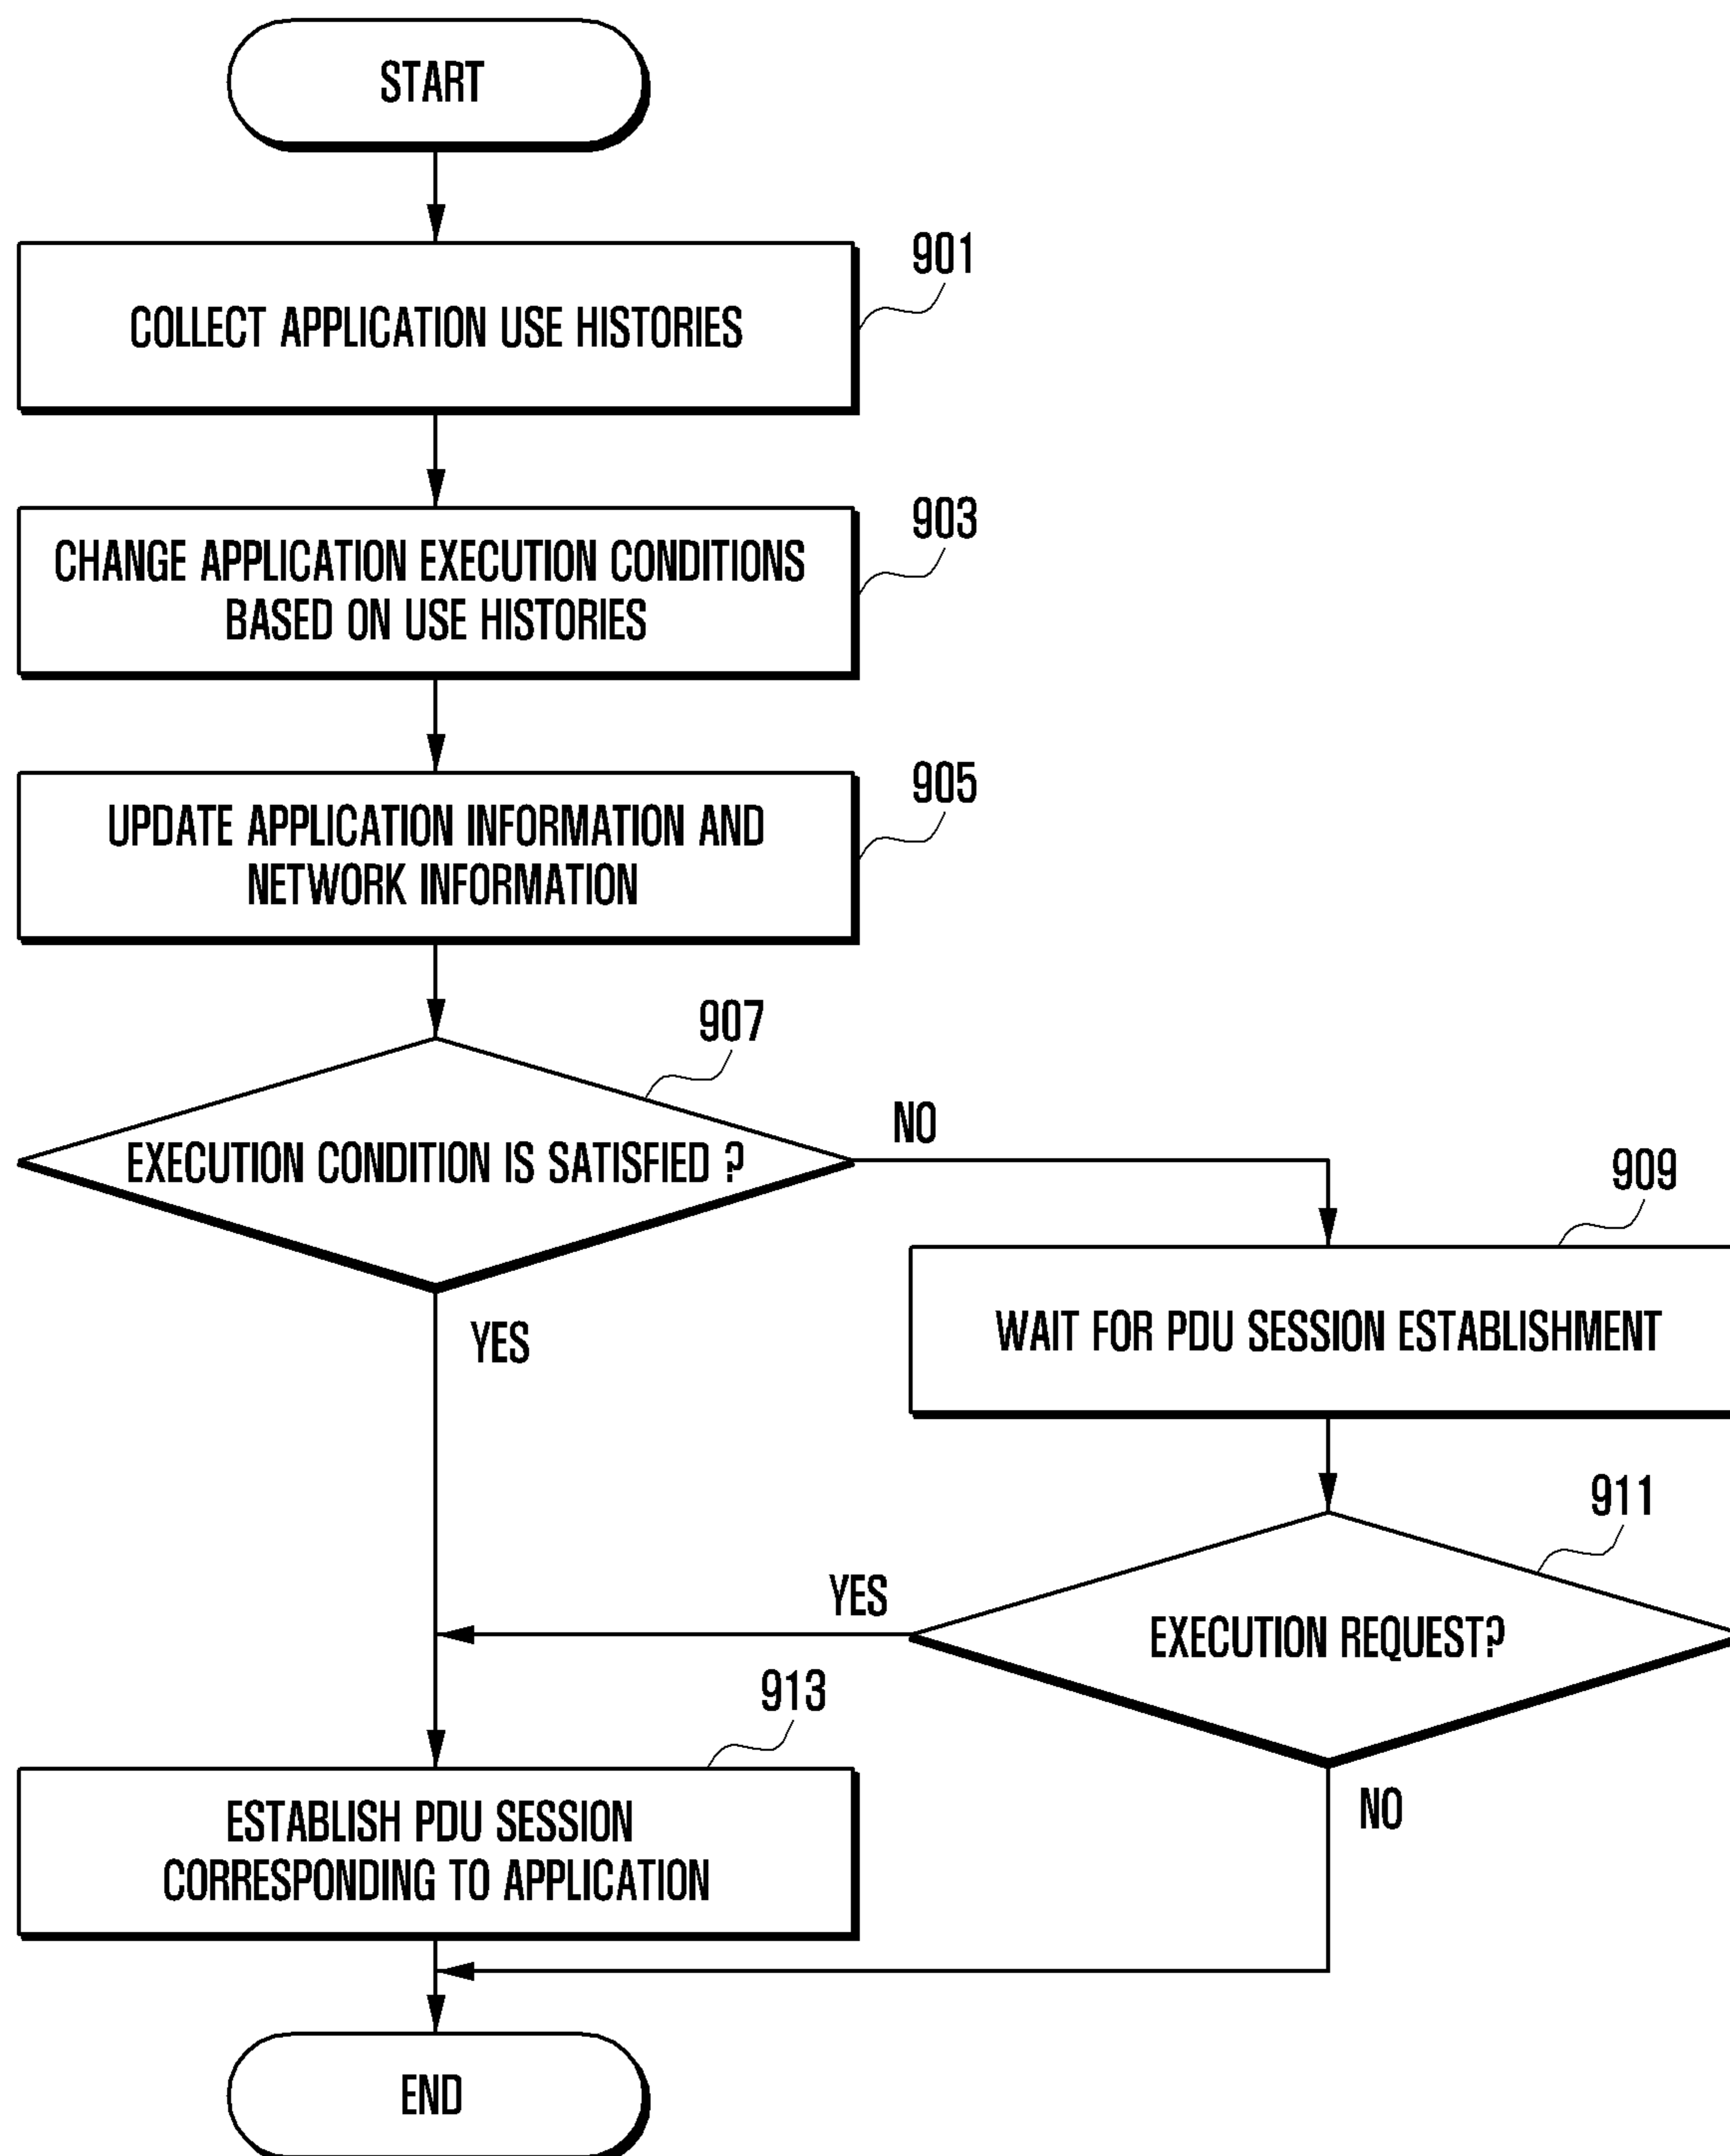 START
901
COLLECT APPLICATION USE HISTORIES
903
CHANGE APPLICATION EXECUTION CONDITIONS
BASED ON USE HISTORIES
905
UPDATE APPLICATION INFORMATION AND
NETWORK INFORMATION
907
EXECUTION CONDITION IS SATISFIED ?
NO
909
WAIT FOR PDU SESSION ESTABLISHMENT
YES
911
EXECUTION REQUEST?
YES
913
ESTABLISH PDU SESSION
CORRESPONDING TO APPLICATION
NO
END